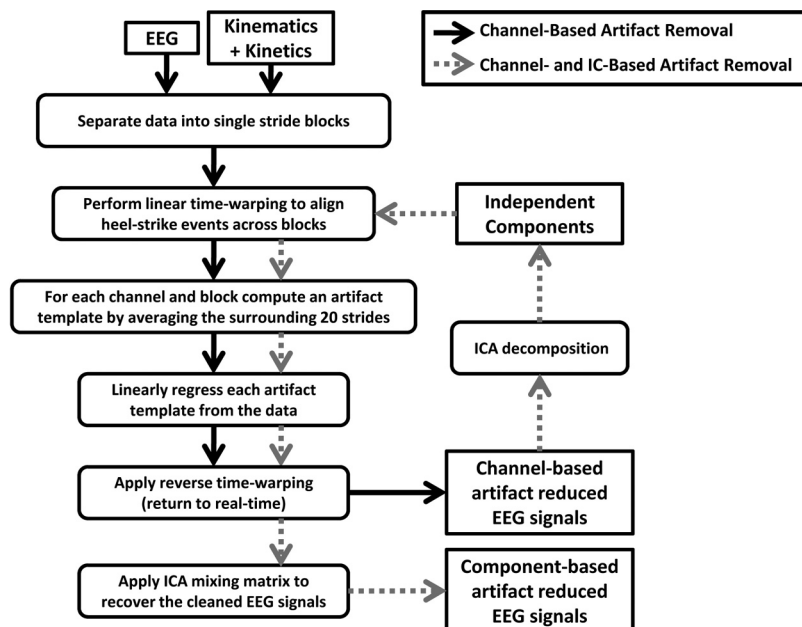 EEG
Kinematics
+ Kinetics
Channel-Based Artifact Removal
Channel- and IC-Based Artifact Removal
Separate data into single stride blocks
Perform linear time-warping to align
heel-strike events across blocks
Independent
Components
For each channel and block compute an artifact
template by averaging the surrounding 20 strides
ICA decomposition
Linearly regress each artifact
template from the data
Apply reverse time-warping
(return to real-time)
Channel-based
artifact reduced
EEG signals
Apply ICA mixing matrix to
recover the cleaned EEG signals
Component-based
artifact reduced
EEG signals